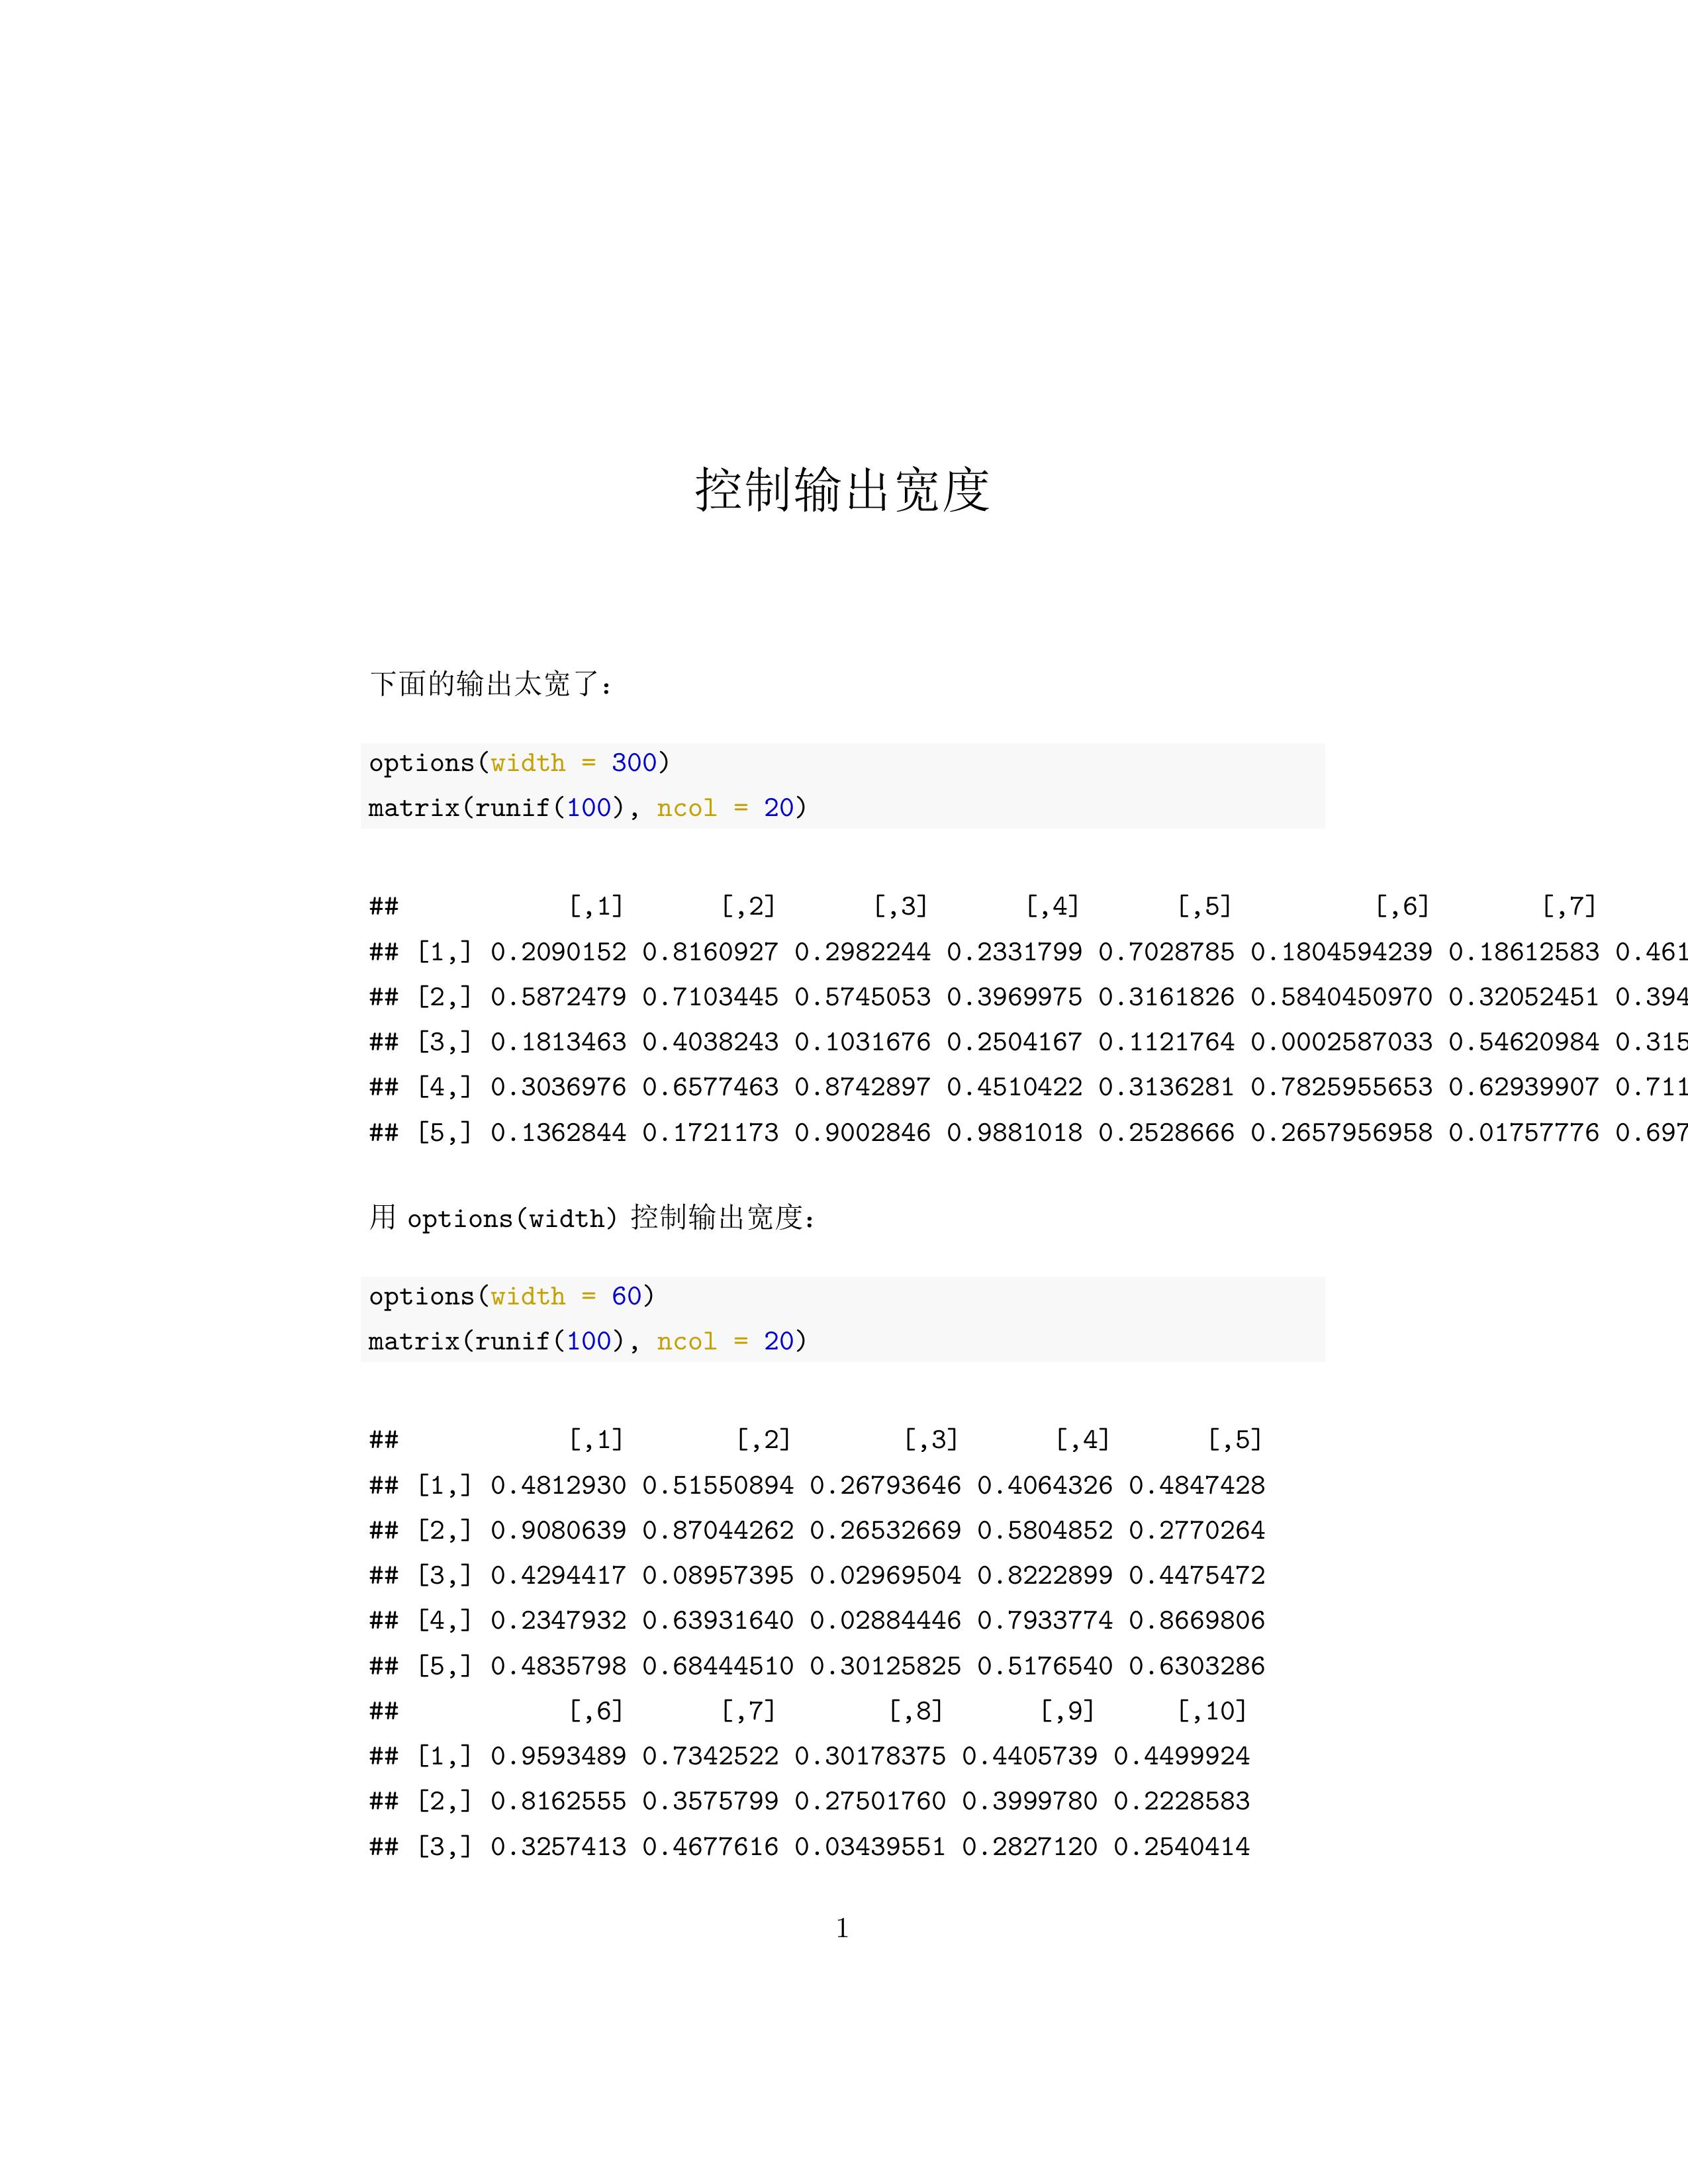 控制输出宽度
下面的输出太宽了：
options(width = 300)
matrix(runif(100), ncol = 20)
##           [,1]      [,2]      [,3]      [,4]      [,5]         [,6]       [,7]
## [1,] 0.2090152 0.8160927 0.2982244 0.2331799 0.7028785 0.1804594239 0.18612583 0.461
## [2,] 0.5872479 0.7103445 0.5745053 0.3969975 0.3161826 0.5840450970 0.32052451 0.394
## [3,] 0.1813463 0.4038243 0.1031676 0.2504167 0.1121764 0.0002587033 0.54620984 0.315
## [4,] 0.3036976 0.6577463 0.8742897 0.4510422 0.3136281 0.7825955653 0.62939907 0.711
## [5,] 0.1362844 0.1721173 0.9002846 0.9881018 0.2528666 0.2657956958 0.01757776 0.697
用 options(width) 控制输出宽度：
options(width = 60)
matrix(runif(100), ncol = 20)
##           [,1]       [,2]       [,3]      [,4]      [,5]
## [1,] 0.4812930 0.51550894 0.26793646 0.4064326 0.4847428
## [2,] 0.9080639 0.87044262 0.26532669 0.5804852 0.2770264
## [3,] 0.4294417 0.08957395 0.02969504 0.8222899 0.4475472
## [4,] 0.2347932 0.63931640 0.02884446 0.7933774 0.8669806
## [5,] 0.4835798 0.68444510 0.30125825 0.5176540 0.6303286
##           [,6]      [,7]       [,8]      [,9]     [,10]
## [1,] 0.9593489 0.7342522 0.30178375 0.4405739 0.4499924
## [2,] 0.8162555 0.3575799 0.27501760 0.3999780 0.2228583
## [3,] 0.3257413 0.4677616 0.03439551 0.2827120 0.2540414
1